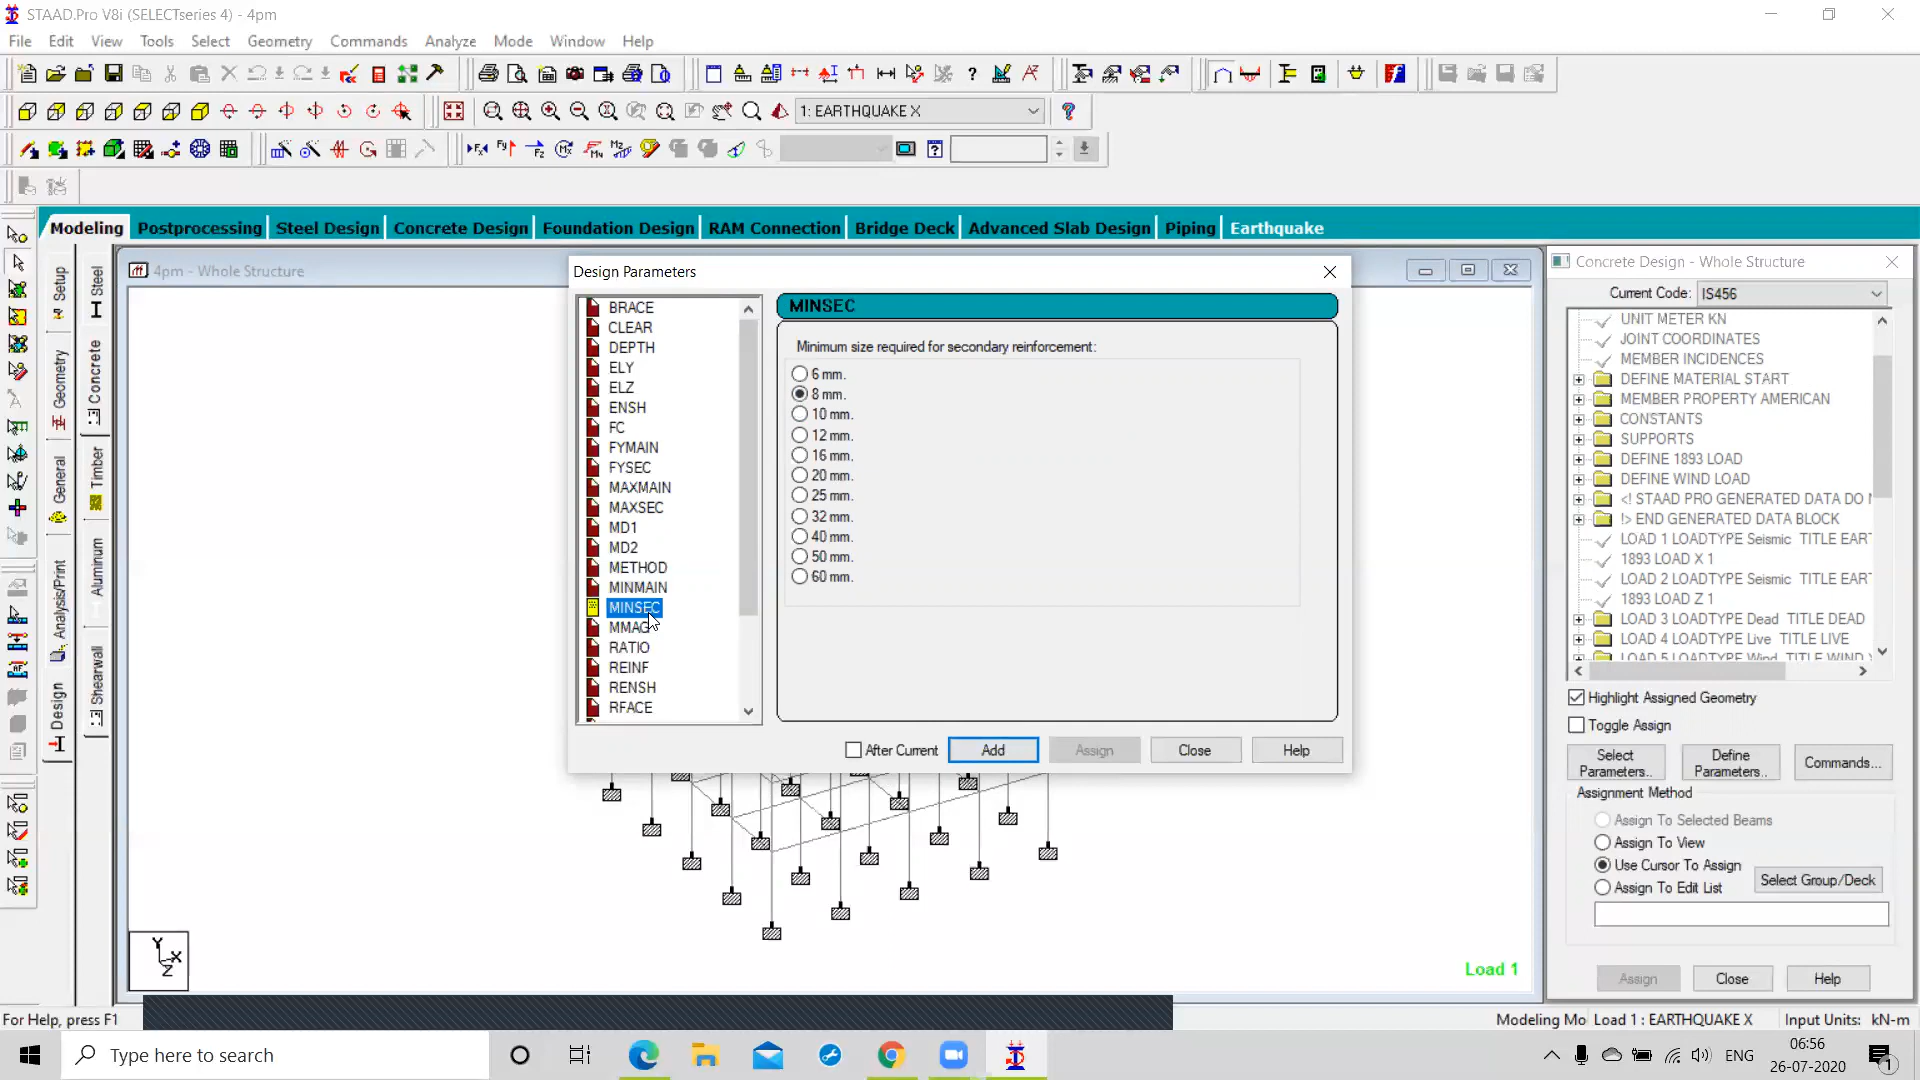 STAAD.Pro V8i (SELECTseries 4) - 4pm
File Edit View Tools Select Geometry Commands Analyze Mode Window Help
1: EARTHQUAKE X
Modeling Postprocessing Steel Design Concrete Design Foundation Design RAM Connection Bridge Deck Advanced Slab Design Piping Earthquake
4pm - Whole Structure
Setup
Geometry
General
Analysis/Print
Design
Steel
Concrete
Timber
Aluminum
Shearwall
Design Parameters
BRACE
CLEAR
DEPTH
ELY
ELZ
ENSH
FC
FYMAIN
FYSEC
MAXMAIN
MAXSEC
MD1
MD2
METHOD
MINMAIN
MINSEC
MMAG
RATIO
REINF
RENSH
RFACE
MINSEC
Minimum size required for secondary reinforcement:
6 mm.
8 mm.
10 mm.
12 mm.
16 mm.
20 mm.
25 mm.
32 mm.
40 mm.
50 mm.
60 mm.
After Current Add Assign Close Help
Concrete Design - Whole Structure
Current Code: IS456
UNIT METER KN
JOINT COORDINATES
MEMBER INCIDENCES
DEFINE MATERIAL START
MEMBER PROPERTY AMERICAN
CONSTANTS
SUPPORTS
DEFINE 1893 LOAD
DEFINE WIND LOAD
<! STAAD PRO GENERATED DATA DO
!> END GENERATED DATA BLOCK
LOAD 1 LOADTYPE Seismic TITLE EAR
1893 LOAD X 1
LOAD 2 LOADTYPE Seismic TITLE EAR
1893 LOAD Z 1
LOAD 3 LOADTYPE Dead TITLE DEAD
LOAD 4 LOADTYPE Live TITLE LIVE
LOAD 5 LOADTYPE Wind TITLE WIND
Highlight Assigned Geometry
Toggle Assign
Select Parameters..
Define Parameters..
Commands...
Assignment Method
Assign To Selected Beams
Assign To View
Use Cursor To Assign
Select Group/Deck
Assign To Edit List
Assign Close Help
Y
X
Z
Load 1
For Help, press F1
Modeling Mo Load 1 : EARTHQUAKE X Input Units: kN-m
Type here to search
ENG
06:56
26-07-2020
1